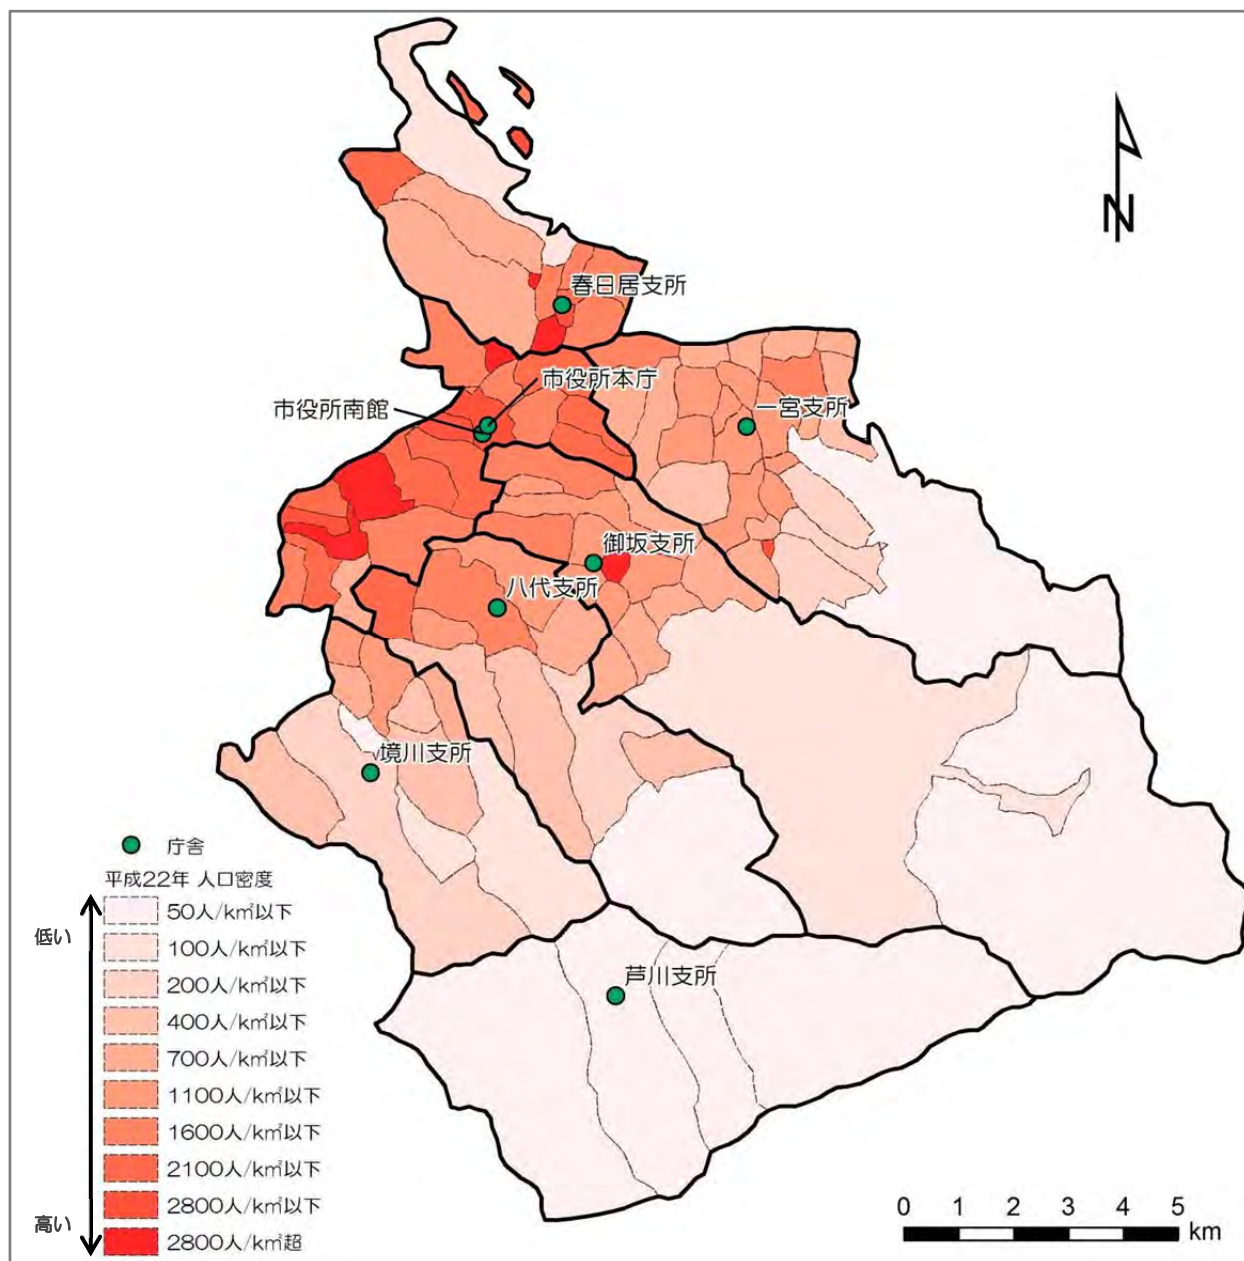 N
春日居支所
市役所本庁
市役所南館
一宮支所
御坂支所
八代支所
境川支所
芦川支所
庁舎
平成22年 人口密度
低い
50人/k㎡以下
100人/k㎡以下
200人/k㎡以下
400人/k㎡以下
700人/k㎡以下
1100人/k㎡以下
1600人/k㎡以下
2100人/k㎡以下
2800人/k㎡以下
高い
2800人/k㎡超
0 1 2 3 4 5
km